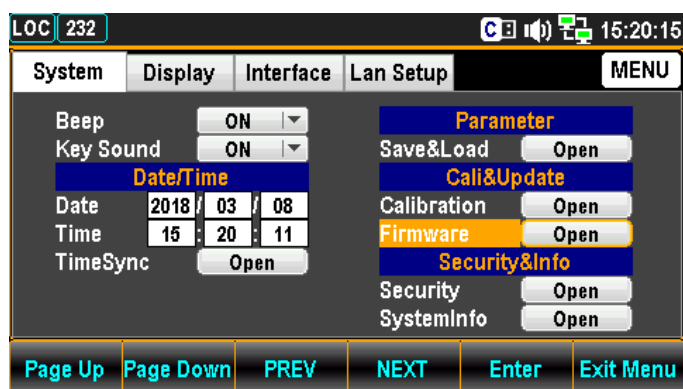 LOC 232 C 15:20:15
System Display Interface Lan Setup MENU
Beep ON
Key Sound ON
Date/Time
Date 2018 / 03 / 08
Time 15 : 20 : 11
TimeSync Open
Parameter
Save&Load Open
Cali&Update
Calibration Open
Firmware Open
Security&Info
Security Open
SystemInfo Open
Page Up Page Down PREV NEXT Enter Exit Menu